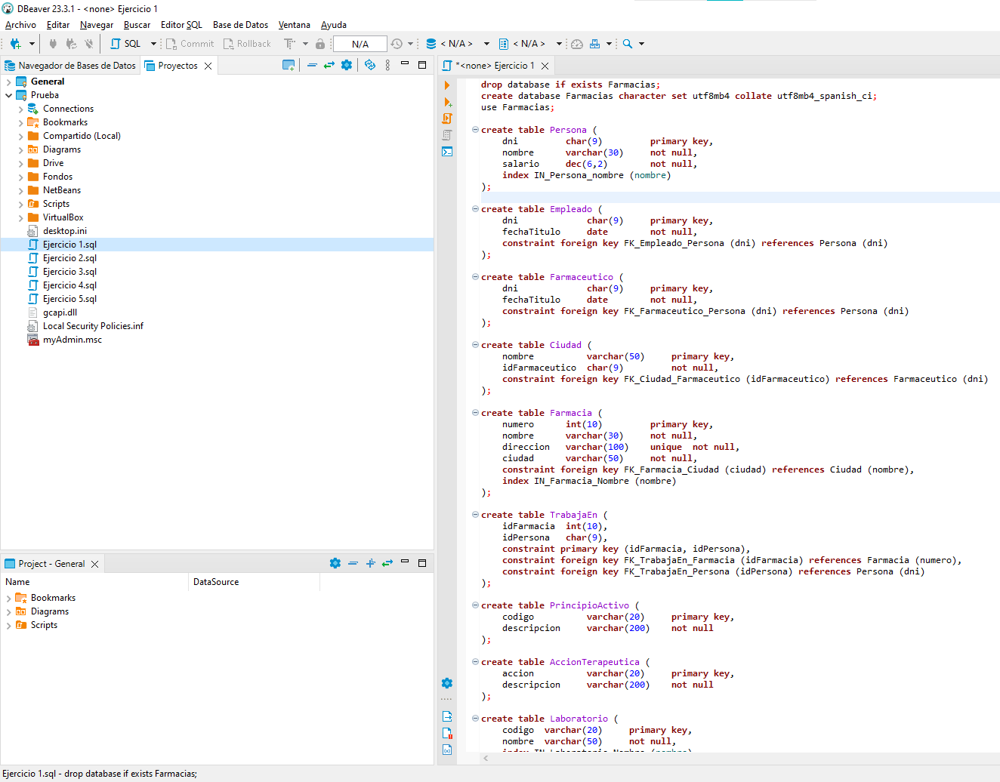 DBeaver 23.3.1 - <none> Ejercicio 1
Archivo Editar Navegar Buscar Editor SQL Base de Datos Ventana Ayuda
SQL Commit Rollback N/A < N/A > < N/A >
Navegador de Bases de Datos Proyectos
General
Prueba
Connections
Bookmarks
Compartido (Local)
Diagrams
Drive
Fondos
NetBeans
Scripts
VirtualBox
desktop.ini
Ejercicio 1.sql
Ejercicio 2.sql
Ejercicio 3.sql
Ejercicio 4.sql
Ejercicio 5.sql
gcapi.dll
Local Security Policies.inf
myAdmin.msc
Project - General
Name DataSource
Bookmarks
Diagrams
Scripts
*<none> Ejercicio 1
drop database if exists Farmacias;
create database Farmacias character set utf8mb4 collate utf8mb4_spanish_ci;
use Farmacias;
create table Persona (
dni char(9) primary key,
nombre varchar(30) not null,
salario dec(6,2) not null,
index IN_Persona_nombre (nombre)
);
create table Empleado (
dni char(9) primary key,
fechaTitulo date not null,
constraint foreign key FK_Empleado_Persona (dni) references Persona (dni)
);
create table Farmaceutico (
dni char(9) primary key,
fechaTitulo date not null,
constraint foreign key FK_Farmaceutico_Persona (dni) references Persona (dni)
);
create table Ciudad (
nombre varchar(50) primary key,
idFarmaceutico char(9) not null,
constraint foreign key FK_Ciudad_Farmaceutico (idFarmaceutico) references Farmaceutico (dni)
);
create table Farmacia (
numero int(10) primary key,
nombre varchar(30) not null,
direccion varchar(100) unique not null,
ciudad varchar(50) not null,
constraint foreign key FK_Farmacia_Ciudad (ciudad) references Ciudad (nombre),
index IN_Farmacia_Nombre (nombre)
);
create table TrabajaEn (
idFarmacia int(10),
idPersona char(9),
constraint primary key (idFarmacia, idPersona),
constraint foreign key FK_TrabajaEn_Farmacia (idFarmacia) references Farmacia (numero),
constraint foreign key FK_TrabajaEn_Persona (idPersona) references Persona (dni)
);
create table PrincipioActivo (
codigo varchar(20) primary key,
descripcion varchar(200) not null
);
create table AccionTerapeutica (
accion varchar(20) primary key,
descripcion varchar(200) not null
);
create table Laboratorio (
codigo varchar(20) primary key,
nombre varchar(50) not null,
index IN_Laboratorio_Nombre (nombre)
Ejercicio 1.sql - drop database if exists Farmacias;